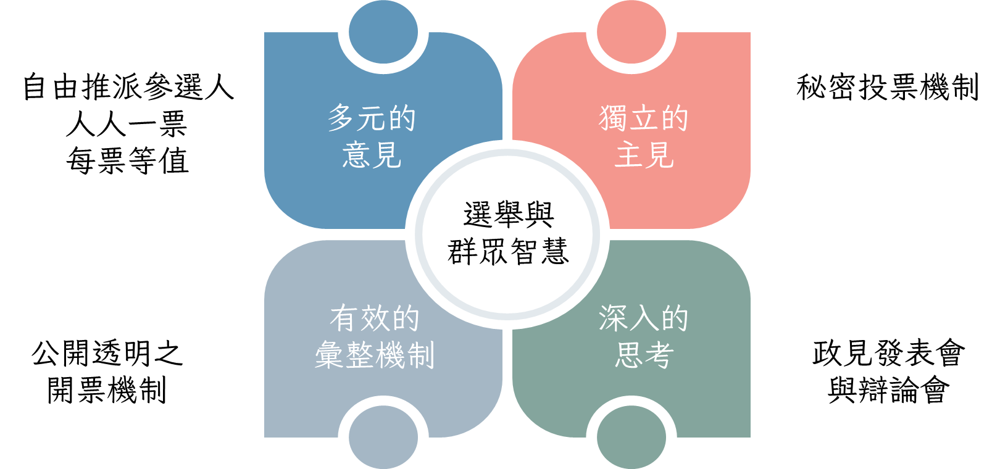 自由推派參選人
人人一票
每票等值
多元的
意見
獨立的
主見
秘密投票機制
選舉與
群眾智慧
公開透明之
開票機制
有效的
彙整機制
深入的
思考
政見發表會
與辯論會